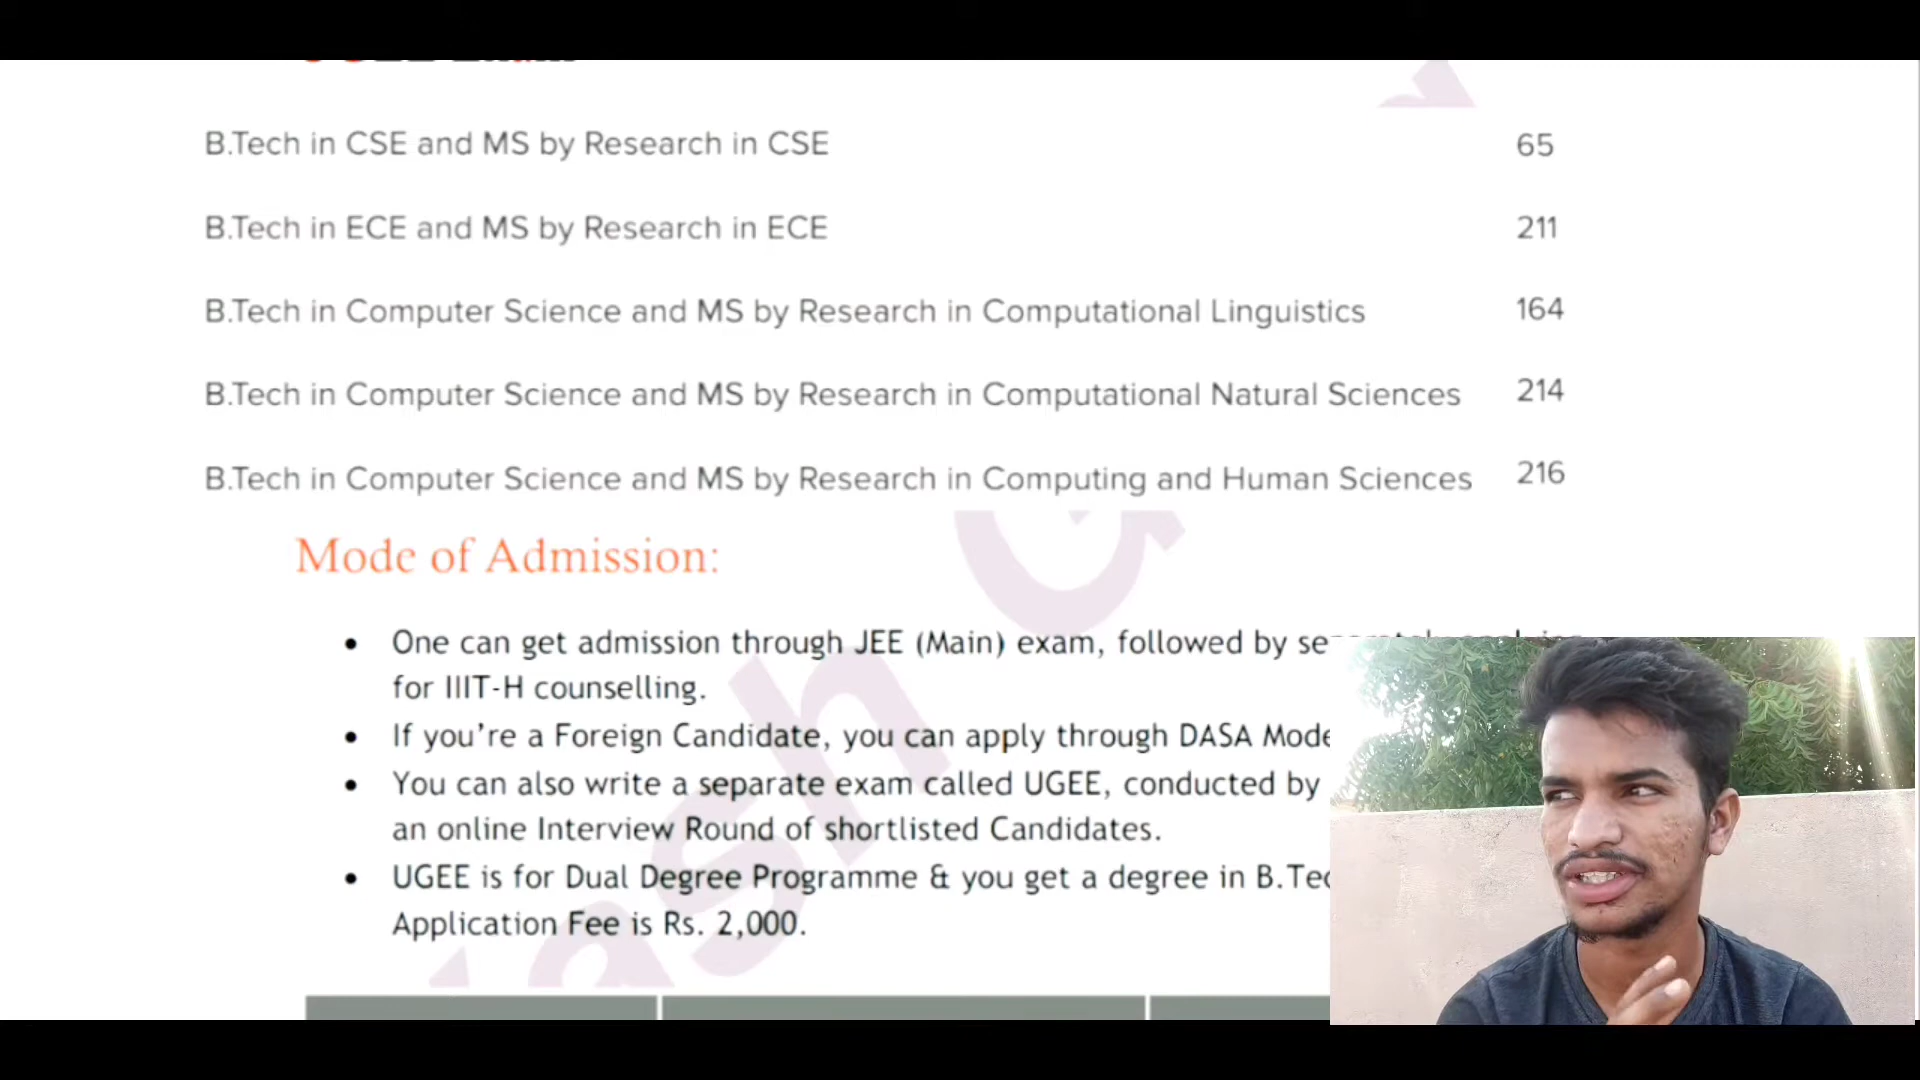 B.Tech in CSE and MS by Research in CSE 65
B.Tech in ECE and MS by Research in ECE 211
B.Tech in Computer Science and MS by Research in Computational Linguistics 164
B.Tech in Computer Science and MS by Research in Computational Natural Sciences 214
B.Tech in Computer Science and MS by Research in Computing and Human Sciences 216
Mode of Admission:
• One can get admission through JEE (Main) exam, followed by
for IIIT-H counselling.
• If you’re a Foreign Candidate, you can apply through DASA Mode
• You can also write a separate exam called UGEE, conducted by
an online Interview Round of shortlisted Candidates.
• UGEE is for Dual Degree Programme & you get a degree in
Application Fee is Rs. 2,000.